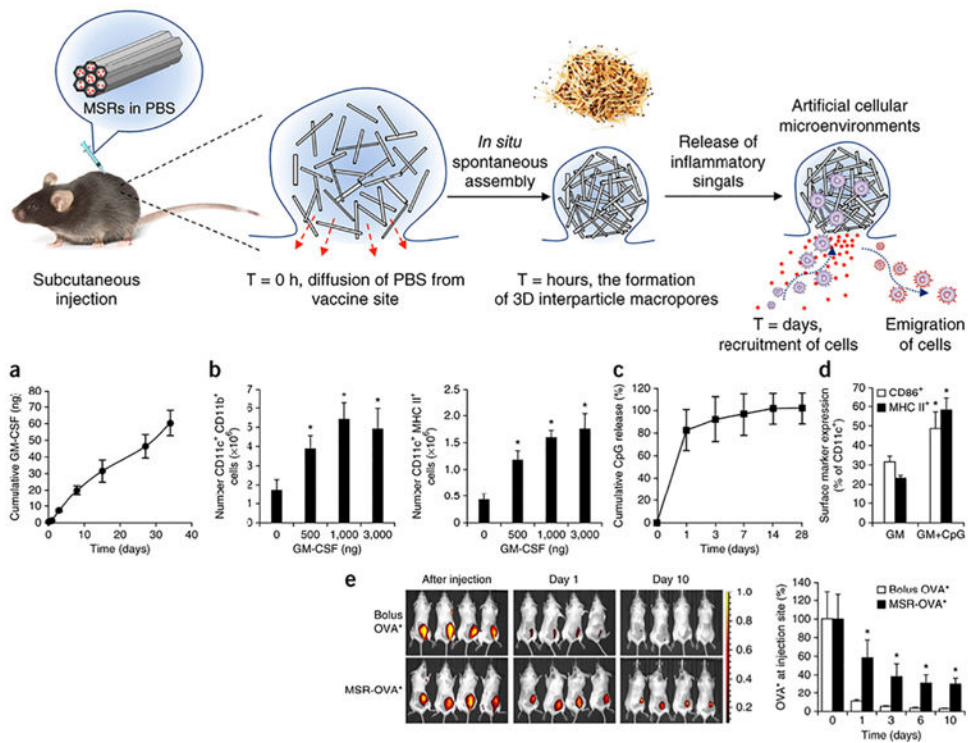 MSRs in PBS
Subcutaneous
injection
T = 0 h, diffusion of PBS from
vaccine site
In situ
spontaneous
assembly
T = hours, the formation
of 3D interparticle macropores
Release of
inflammatory
singals
Artificial cellular
microenvironments
T = days,
recruitment of cells
Emigration
of cells
a
Cumulative GM-CSF (ng)
70
60
50
40
30
20
10
0
0 10 20 30 40
Time (days)
b
Number CD11c⁺ CD11b⁺
cells (×10⁶)
7
6
5
4
3
2
1
0
* * *
0 500 1,000 3,000
GM-CSF (ng)
Number CD11c⁺ MHC II⁺
cells (×10⁶)
2.5
2.0
1.5
1.0
0.5
0
* * *
0 500 1,000 3,000
GM-CSF (ng)
c
Cumulative CpG release (%)
120
100
80
60
40
20
0
0 1 3 7 14 28
Time (days)
d
Surface marker expression
(% of CD11c⁺)
CD86⁺
MHC II⁺
70
60
50
40
30
20
10
0
* *
GM GM+CpG
e
After injection Day 1 Day 10
Bolus
OVA*
MSR-OVA*
1.0
0.8
0.6
0.4
0.2
OVA* at injection site (%)
140
120
100
80
60
40
20
0
Bolus OVA*
MSR-OVA*
* * * *
0 1 3 6 10
Time (days)